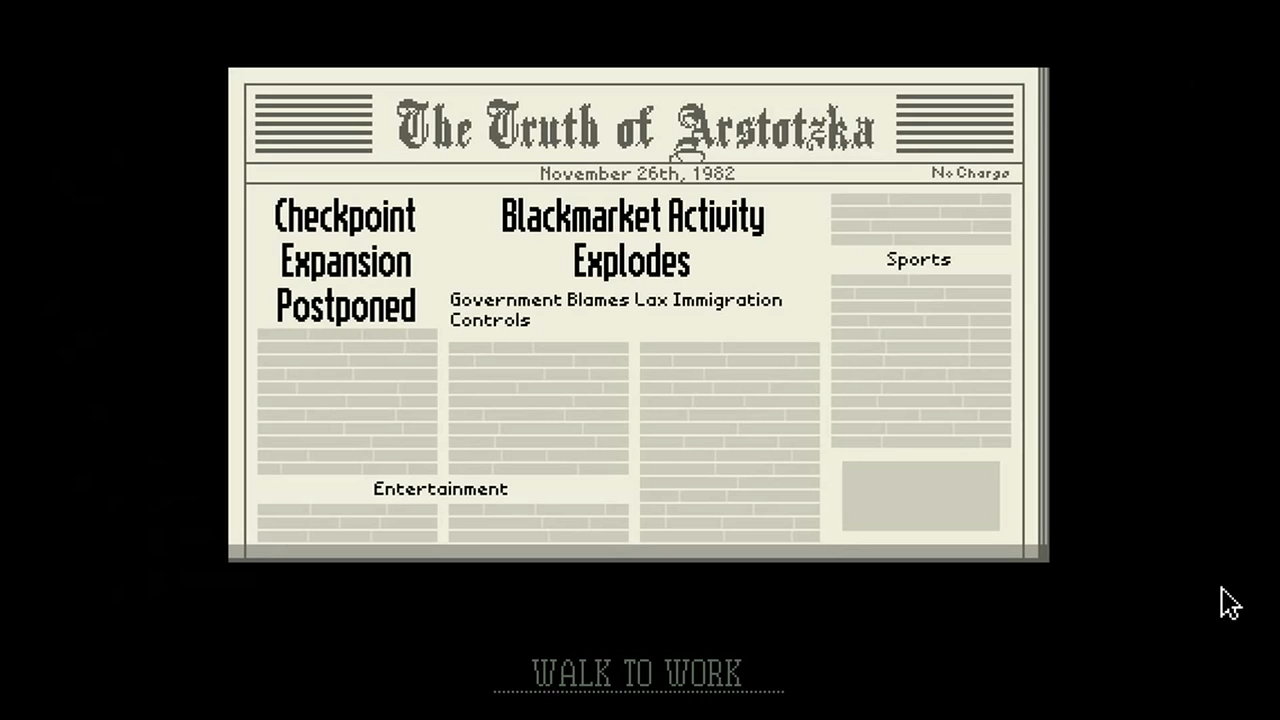 The Truth of Arstotzka
November 26th, 1982
No Charge
Checkpoint
Expansion
Postponed
Blackmarket Activity
Explodes
Government Blames Lax Immigration
Controls
Sports
Entertainment
WALK TO WORK